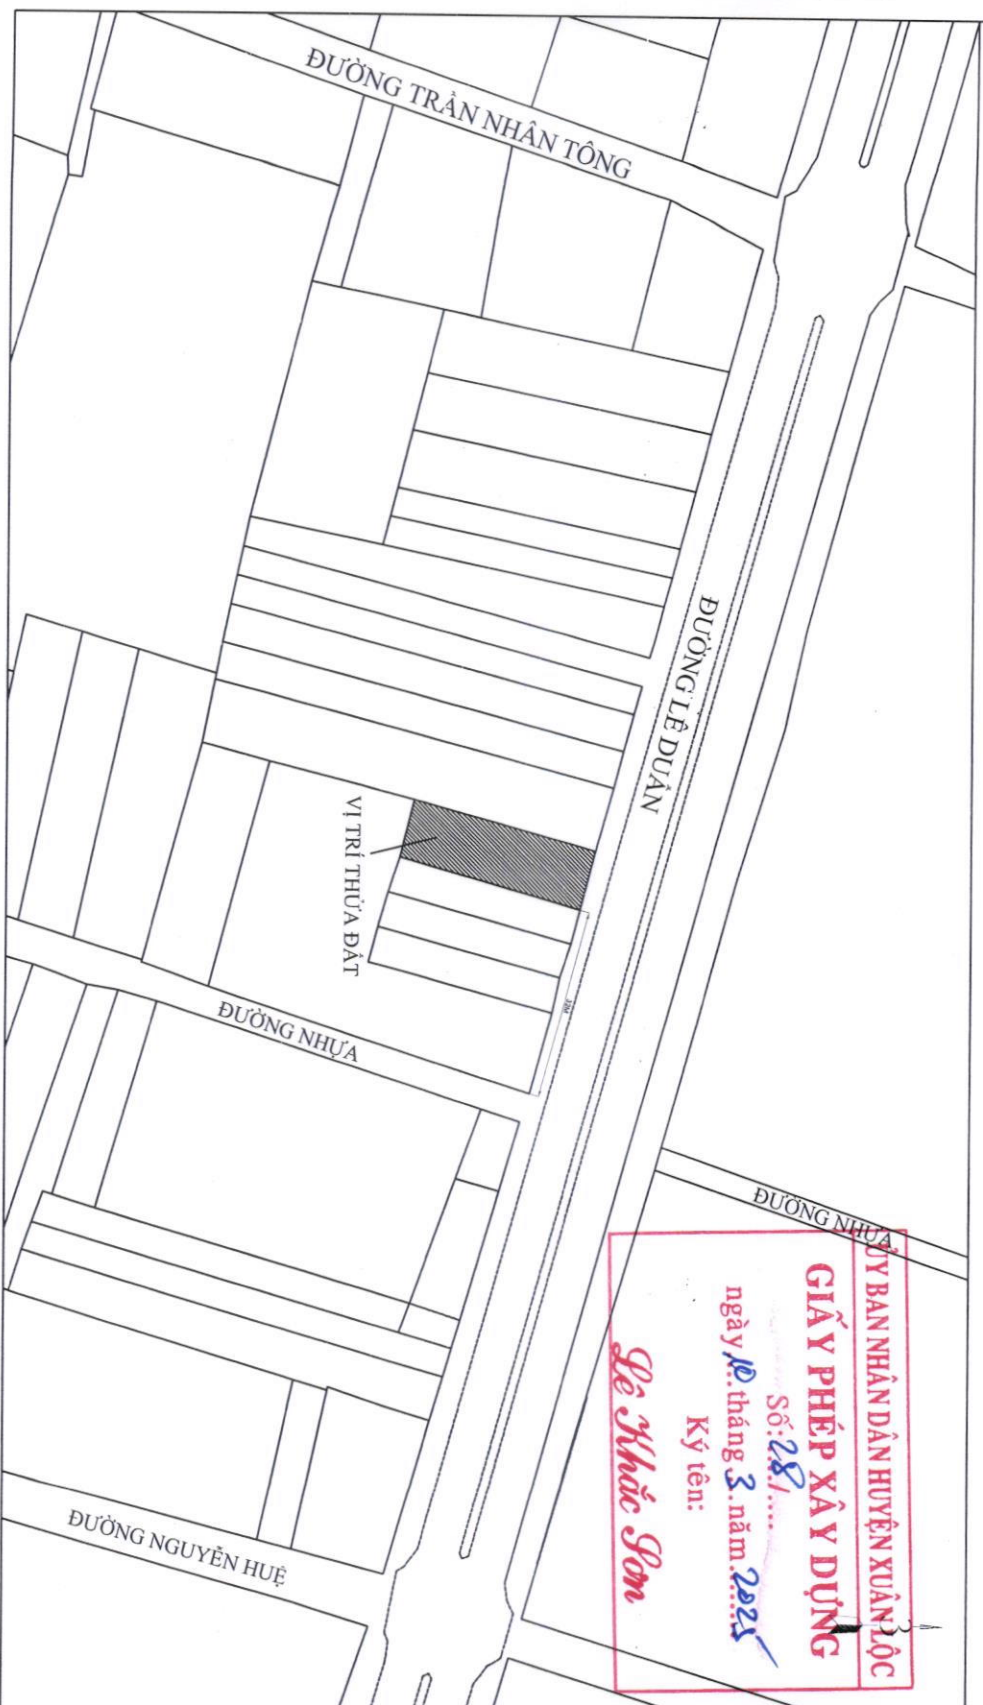 ĐƯỜNG TRẦN NHÂN TÔNG
ĐƯỜNG LÊ DUẨN
VỊ TRÍ THỬA ĐẤT
ĐƯỜNG NHỰA
ĐƯỜNG NHỰA
ĐƯỜNG NGUYỄN HUỆ
ỦY BAN NHÂN DÂN HUYỆN XUÂN LỘC
GIẤY PHÉP XÂY DỰNG
Số: 281.....
ngày 10 tháng 3 năm 2025
Ký tên:
Lê Khắc Sơn